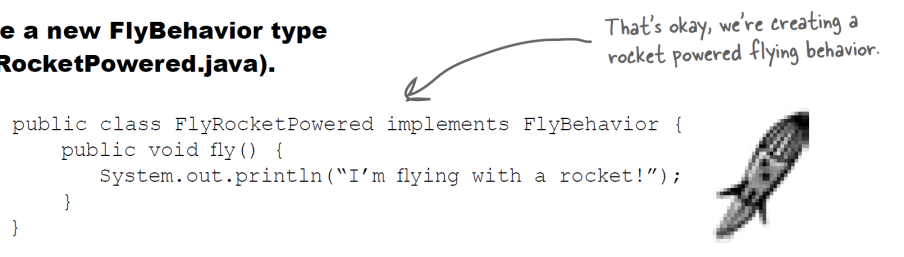 e a new FlyBehavior type
RocketPowered.java).
That's okay, we're creating a
rocket powered flying behavior.
public class FlyRocketPowered implements FlyBehavior {
public void fly() {
System.out.println(“I’m flying with a rocket!”);
}
}